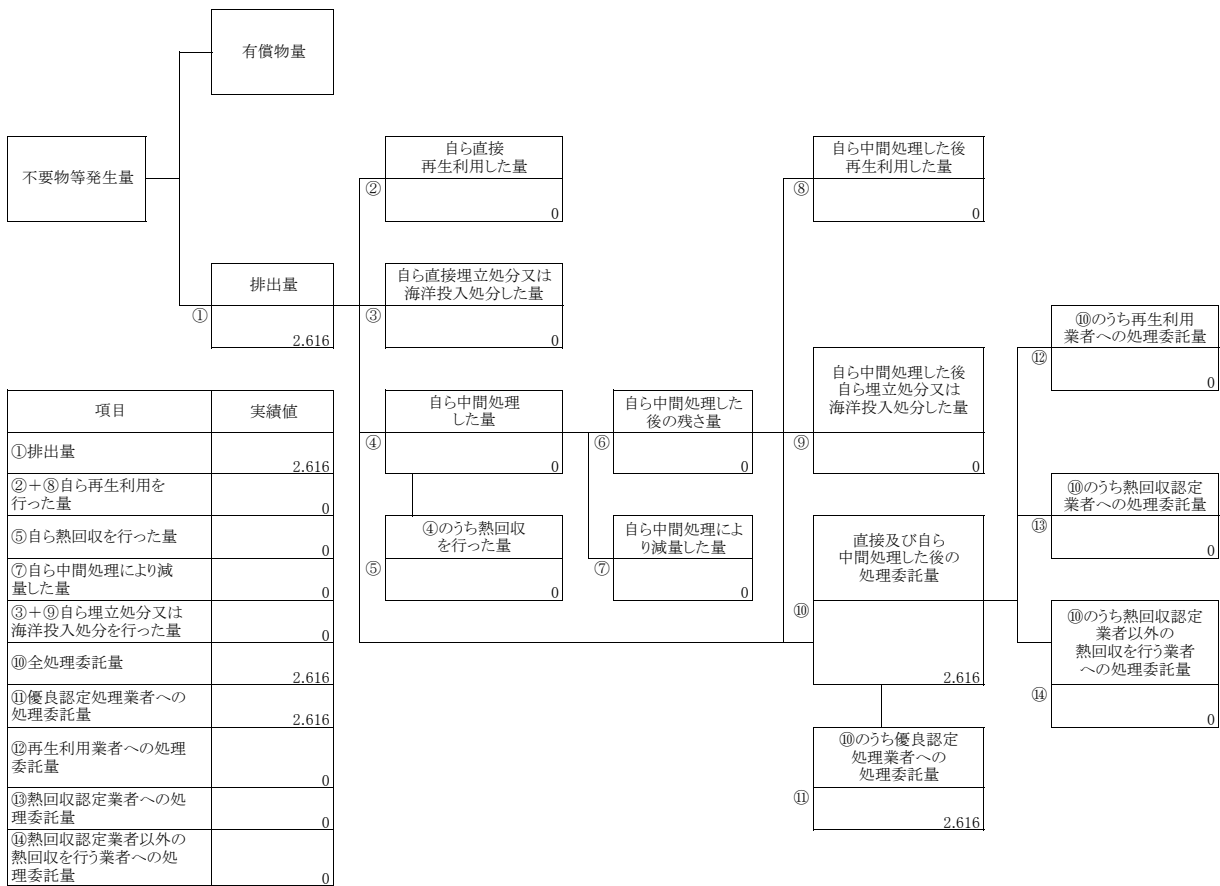 有償物量
不要物等発生量
自ら直接
再生利用した量
②
0
自ら中間処理した後
再生利用した量
⑧
0
排出量
①
2.616
自ら直接埋立処分又は
海洋投入処分した量
③
0
⑩のうち再生利用
業者への処理委託量
⑫
0
自ら中間処理
した量
④
0
自ら中間処理した
後の残さ量
⑥
0
自ら中間処理した後
自ら埋立処分又は
海洋投入処分した量
⑨
0
④のうち熱回収
を行った量
⑤
0
自ら中間処理によ
り減量した量
⑦
0
直接及び自ら
中間処理した後の
処理委託量
⑩
2.616
⑩のうち熱回収認定
業者への処理委託量
⑬
0
⑩のうち熱回収認定
業者以外の
熱回収を行う業者
への処理委託量
⑭
0
⑩のうち優良認定
処理業者への
処理委託量
⑪
2.616
項目 実績値
①排出量
2.616
②＋⑧自ら再生利用を
行った量
0
⑤自ら熱回収を行った量
0
⑦自ら中間処理により減
量した量
0
③＋⑨自ら埋立処分又は
海洋投入処分を行った量
0
⑩全処理委託量
2.616
⑪優良認定処理業者への
処理委託量
2.616
⑫再生利用業者への処理
委託量
0
⑬熱回収認定業者への処
理委託量
0
⑭熱回収認定業者以外の
熱回収を行う業者への処
理委託量
0